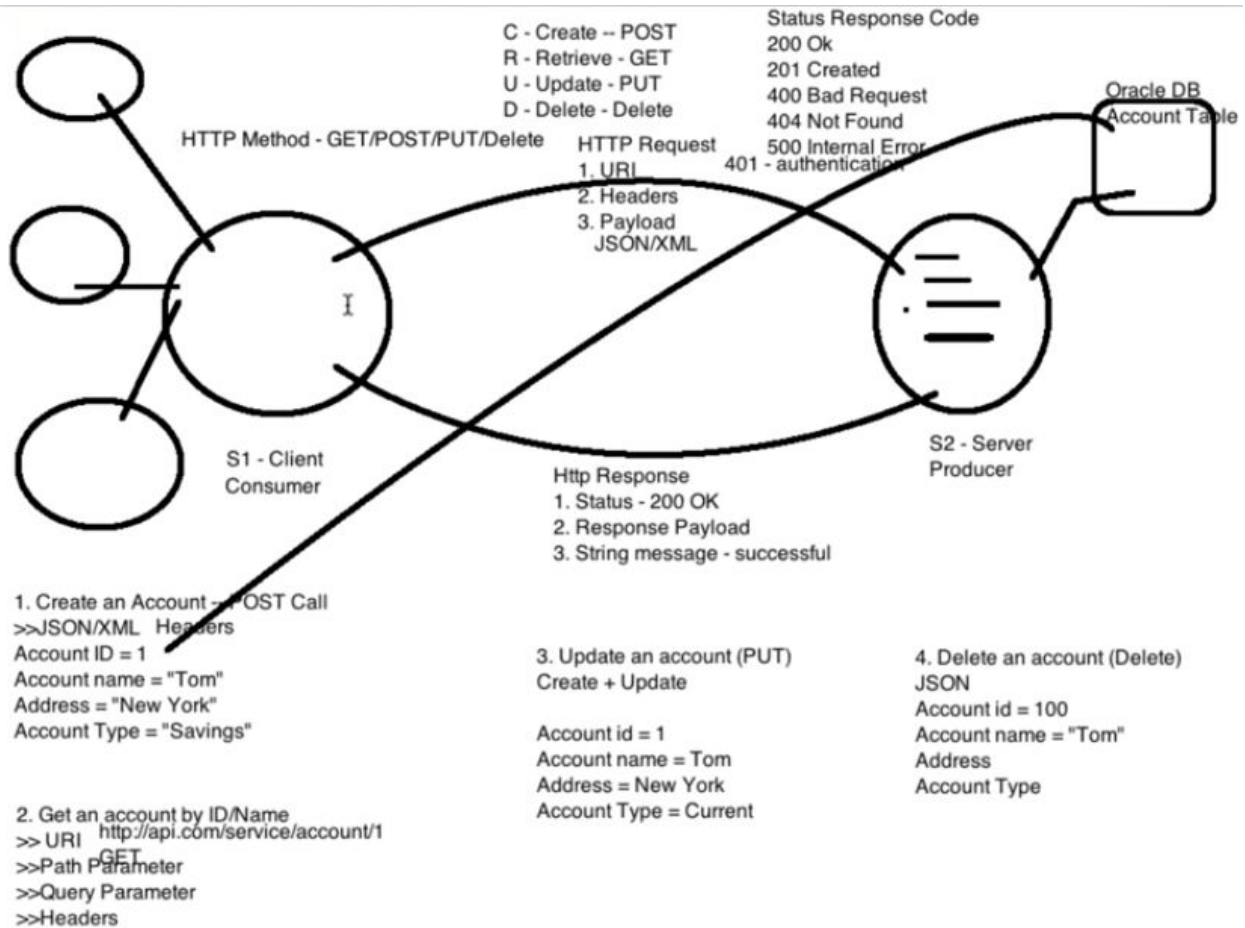 C - Create -- POST
R - Retrieve - GET
U - Update - PUT
D - Delete - Delete
Status Response Code
200 Ok
201 Created
400 Bad Request
404 Not Found
500 Internal Error
401 - authentication
Oracle DB
Account Table
HTTP Method - GET/POST/PUT/Delete
HTTP Request
1. URI
2. Headers
3. Payload
JSON/XML
S1 - Client
Consumer
S2 - Server
Producer
Http Response
1. Status - 200 OK
2. Response Payload
3. String message - successful
1. Create an Account -- POST Call
>>JSON/XML Headers
Account ID = 1
Account name = "Tom"
Address = "New York"
Account Type = "Savings"
2. Get an account by ID/Name
>> URI http://api.com/service/account/1
GET
>>Path Parameter
>>Query Parameter
>>Headers
3. Update an account (PUT)
Create + Update
Account id = 1
Account name = Tom
Address = New York
Account Type = Current
4. Delete an account (Delete)
JSON
Account id = 100
Account name = "Tom"
Address
Account Type